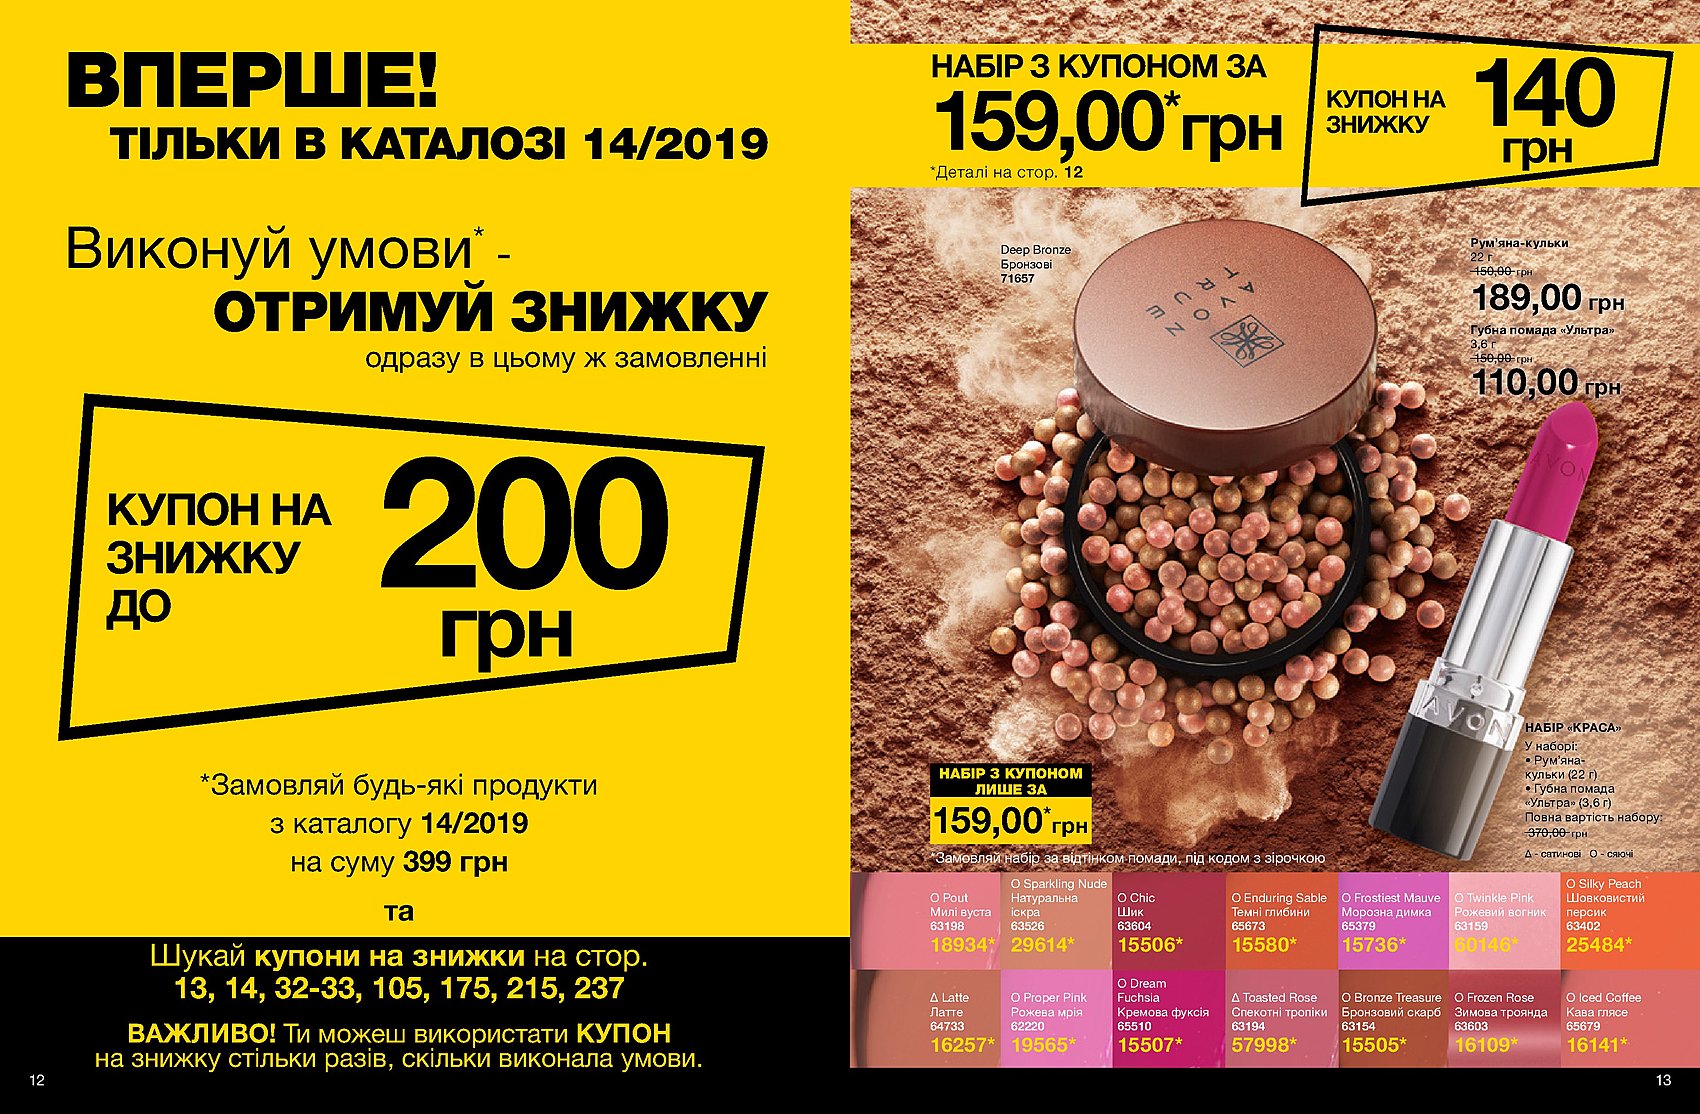 ВПЕРШЕ!
ТІЛЬКИ В КАТАЛОЗІ 14/2019
Виконуй умови* -
ОТРИМУЙ ЗНИЖКУ
одразу в цьому ж замовленні
КУПОН НА
ЗНИЖКУ
ДО
200
грн
*Замовляй будь-які продукти
з каталогу 14/2019
на суму 399 грн
та
Шукай купони на знижки на стор.
13, 14, 32-33, 105, 175, 215, 237
ВАЖЛИВО! Ти можеш використати КУПОН
на знижку стільки разів, скільки виконала умови.
12
НАБІР З КУПОНОМ ЗА
159,00* грн
*Деталі на стор. 12
КУПОН НА
ЗНИЖКУ
140
грн
Deep Bronze
Бронзові
71657
AVON
TRUE
Рум’яна-кульки
22 г
150,00 грн
189,00 грн
Губна помада «Ультра»
3,6 г
150,00 грн
110,00 грн
AVON
AVON
НАБІР «КРАСА»
У наборі:
• Рум’яна-
кульки (22 г)
• Губна помада
«Ультра» (3,6 г)
Повна вартість набору:
370,00 грн
Δ - сатинові O - сяючі
НАБІР З КУПОНОМ
ЛИШЕ ЗА
159,00* грн
*Замовляй набір за відтінком помади, під кодом з зірочкою
O Pout
Милі вуста
63198
18934*
O Sparkling Nude
Натуральна
іскра
63526
29614*
O Chic
Шик
63604
15506*
O Enduring Sable
Темні глибини
65673
15580*
O Frostiest Mauve
Морозна димка
65379
15736*
O Twinkle Pink
Рожевий вогник
63159
60146*
O Silky Peach
Шовковистий
персик
63402
25484*
Δ Latte
Латте
64733
16257*
O Proper Pink
Рожева мрія
62220
19565*
O Dream
Fuchsia
Кремова фуксія
65510
15507*
Δ Toasted Rose
Спекотні тропіки
63194
57998*
O Bronze Treasure
Бронзовий скарб
63154
15505*
O Frozen Rose
Зимова троянда
63603
16109*
O Iced Coffee
Кава глясе
65679
16141*
13